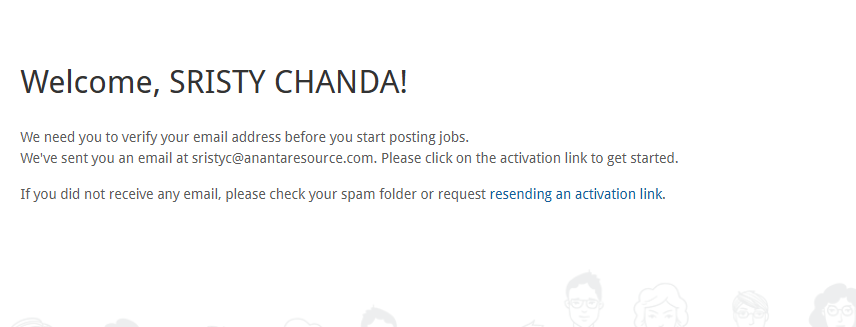 Welcome, SRISTY CHANDA!
We need you to verify your email address before you start posting jobs.
We've sent you an email at sristyc@anantaresource.com. Please click on the activation link to get started.
If you did not receive any email, please check your spam folder or request resending an activation link.